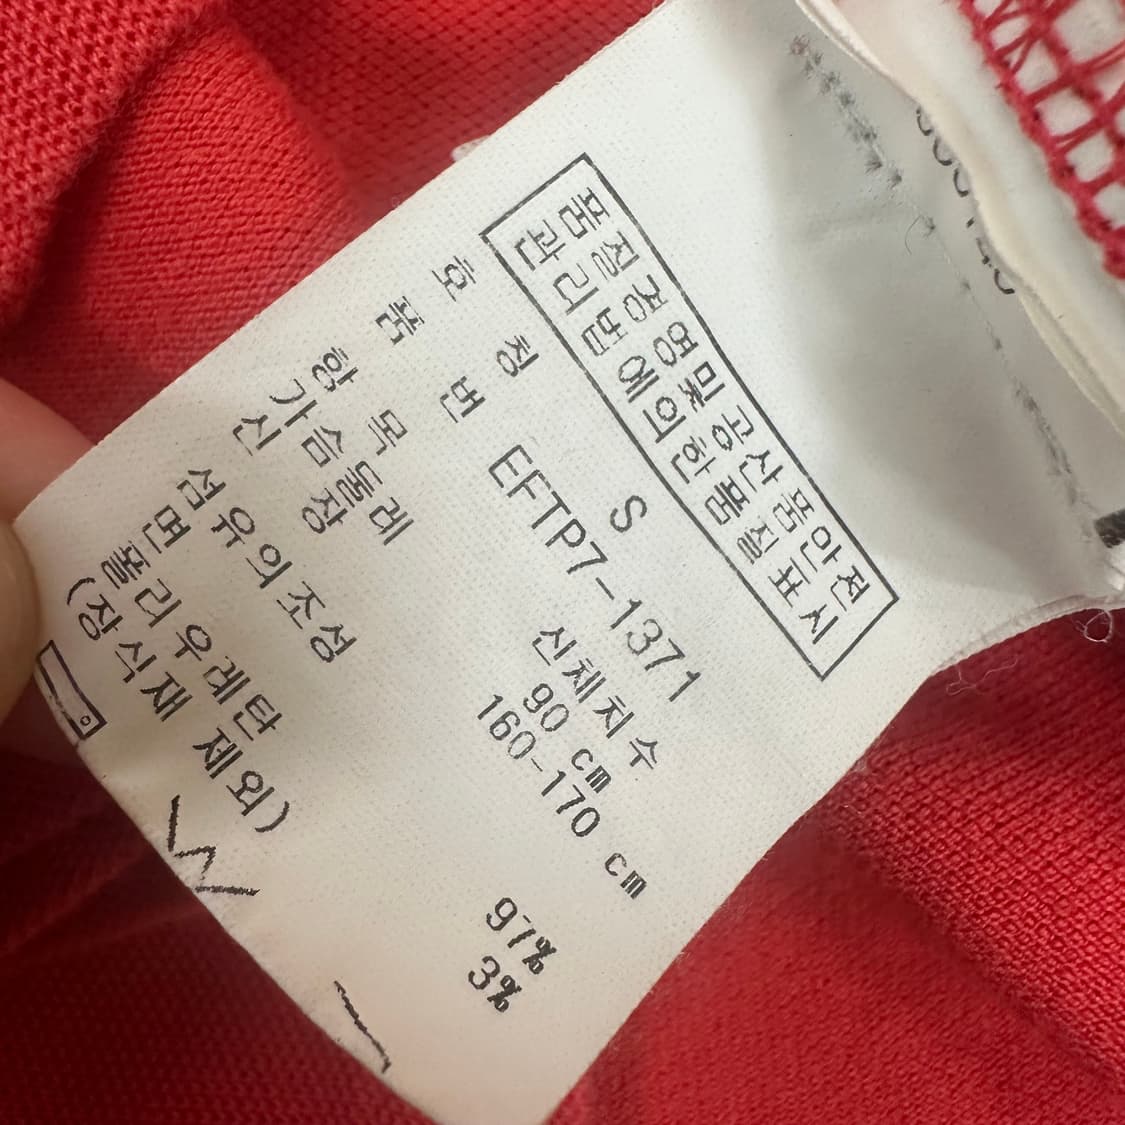 품질경영및공산품안전
관리법에의한품질표시
호 칭 S
품 번 EFTP7-1371
항 목 신체치수
가슴둘레 90 cm
신 장 160-170 cm
섬유의조성
면 97%
폴리우레탄 3%
(장식재 제외)